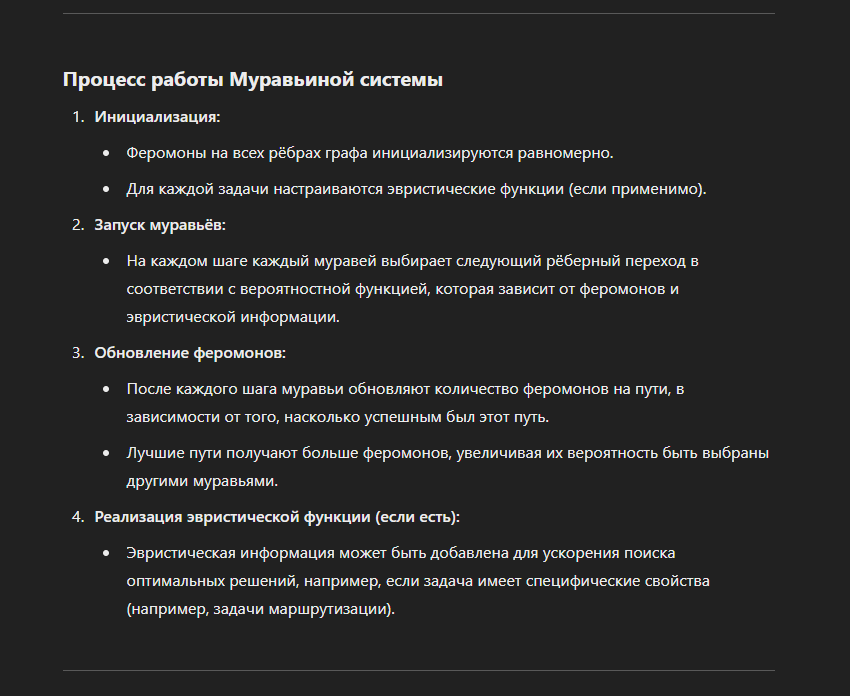 Процесс работы Муравьиной системы
1. Инициализация:
• Феромоны на всех рёбрах графа инициализируются равномерно.
• Для каждой задачи настраиваются эвристические функции (если применимо).
2. Запуск муравьёв:
• На каждом шаге каждый муравей выбирает следующий рёберный переход в
соответствии с вероятностной функцией, которая зависит от феромонов и
эвристической информации.
3. Обновление феромонов:
• После каждого шага муравьи обновляют количество феромонов на пути, в
зависимости от того, насколько успешным был этот путь.
• Лучшие пути получают больше феромонов, увеличивая их вероятность быть выбраны
другими муравьями.
4. Реализация эвристической функции (если есть):
• Эвристическая информация может быть добавлена для ускорения поиска
оптимальных решений, например, если задача имеет специфические свойства
(например, задачи маршрутизации).